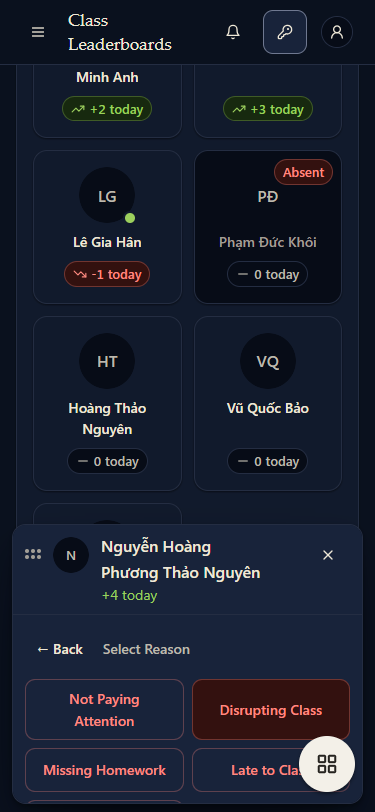 Class
Leaderboards
Minh Anh
+2 today
+3 today
Absent
LG
PĐ
Lê Gia Hân
Phạm Đức Khôi
-1 today
0 today
HT
VQ
Hoàng Thảo
Nguyên
Vũ Quốc Bảo
0 today
0 today
N
Nguyễn Hoàng
Phương Thảo Nguyên
+4 today
← Back
Select Reason
Not Paying
Attention
Disrupting Class
Missing Homework
Late to